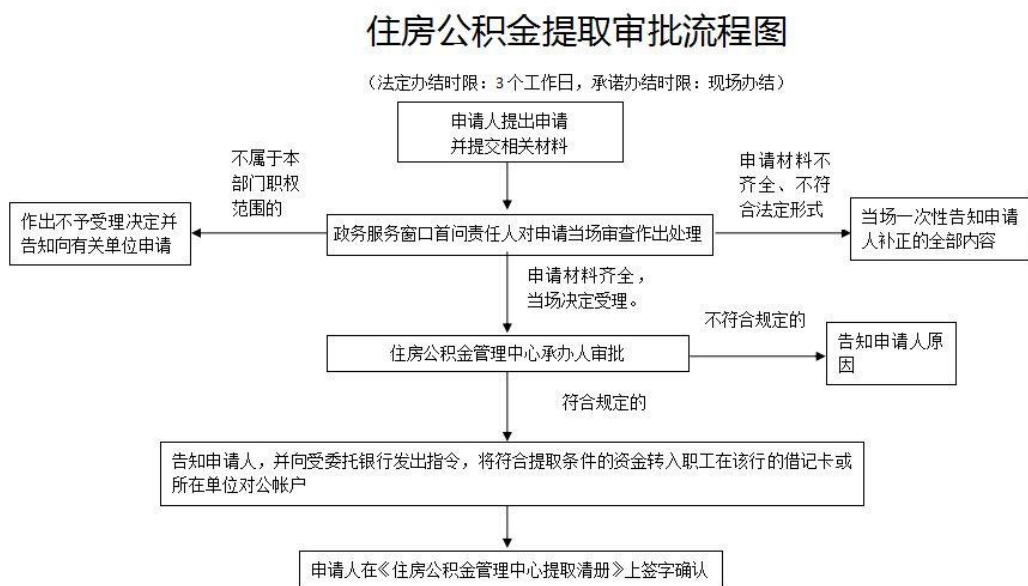 住房公积金提取审批流程图
（法定办结时限：3个工作日，承诺办结时限：现场办结）
申请人提出申请
并提交相关材料
不属于本
部门职权
范围的
申请材料不
齐全、不符
合法定形式
作出不予受理决定并
告知向有关单位申请
政务服务窗口首问责任人对申请当场审查作出处理
当场一次性告知申请
人补正的全部内容
申请材料齐全，
当场决定受理。
不符合规定的
住房公积金管理中心承办人审批
告知申请人原
因
符合规定的
告知申请人，并向受委托银行发出指令，将符合提取条件的资金转入职工在该行的借记卡或
所在单位对公帐户
申请人在《住房公积金管理中心提取清册》上签字确认